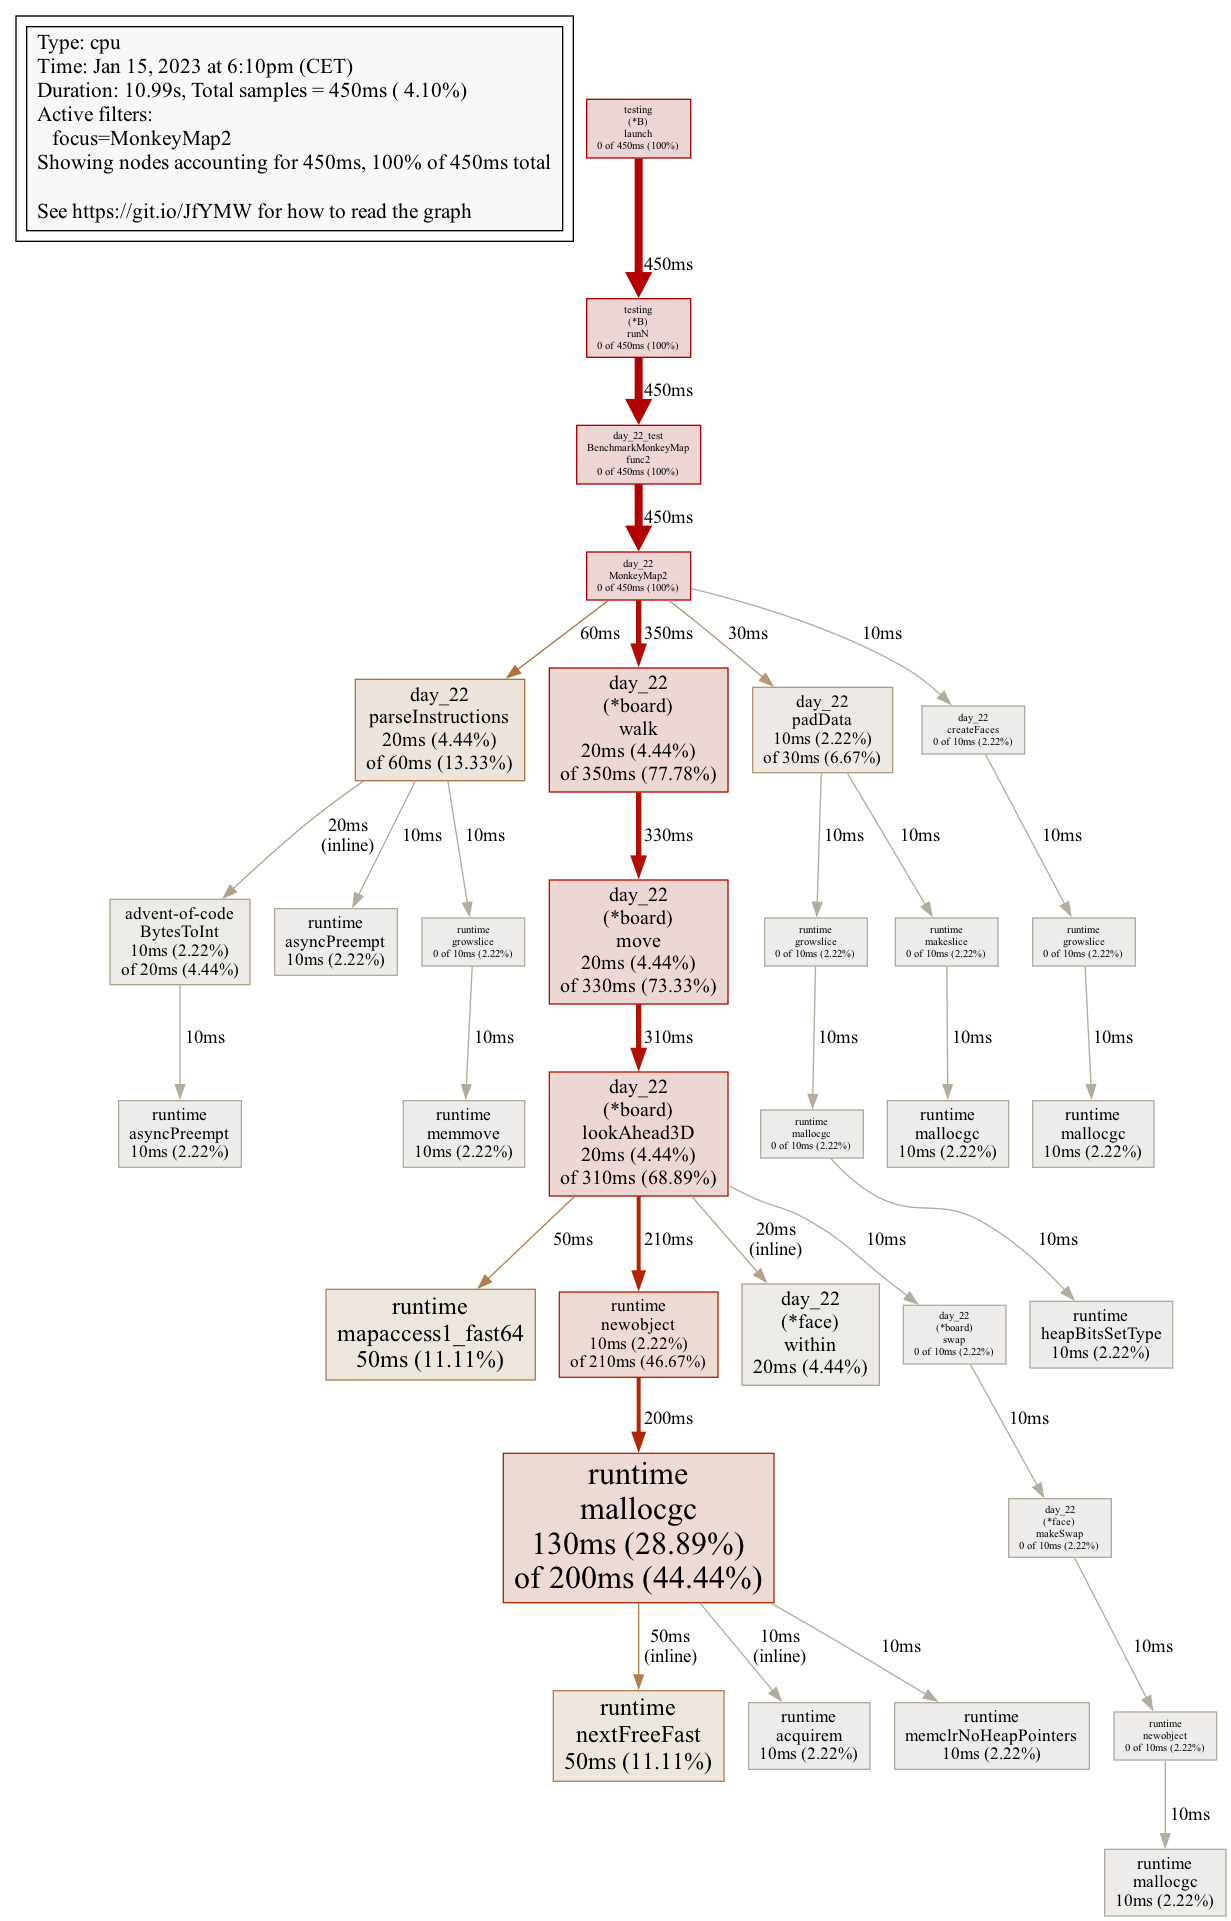 Type: cpu
Time: Jan 15, 2023 at 6:10pm (CET)
Duration: 10.99s, Total samples = 450ms ( 4.10%)
Active filters:
focus=MonkeyMap2
Showing nodes accounting for 450ms, 100% of 450ms total
See https://git.io/JfYMW for how to read the graph
testing
(*B)
launch
0 of 450ms (100%)
450ms
testing
(*B)
runN
0 of 450ms (100%)
450ms
day_22_test
BenchmarkMonkeyMap
func2
0 of 450ms (100%)
450ms
day_22
MonkeyMap2
0 of 450ms (100%)
60ms
350ms
30ms
10ms
day_22
parseInstructions
20ms (4.44%)
of 60ms (13.33%)
day_22
(*board)
walk
20ms (4.44%)
of 350ms (77.78%)
day_22
padData
10ms (2.22%)
of 30ms (6.67%)
day_22
createFaces
0 of 10ms (2.22%)
20ms
(inline)
10ms
10ms
330ms
10ms
10ms
10ms
advent-of-code
BytesToInt
10ms (2.22%)
of 20ms (4.44%)
runtime
asyncPreempt
10ms (2.22%)
runtime
growslice
0 of 10ms (2.22%)
day_22
(*board)
move
20ms (4.44%)
of 330ms (73.33%)
runtime
growslice
0 of 10ms (2.22%)
runtime
makeslice
0 of 10ms (2.22%)
runtime
growslice
0 of 10ms (2.22%)
10ms
10ms
310ms
10ms
10ms
10ms
runtime
asyncPreempt
10ms (2.22%)
runtime
memmove
10ms (2.22%)
day_22
(*board)
lookAhead3D
20ms (4.44%)
of 310ms (68.89%)
runtime
mallocgc
0 of 10ms (2.22%)
runtime
mallocgc
10ms (2.22%)
runtime
mallocgc
10ms (2.22%)
50ms
210ms
20ms
(inline)
10ms
10ms
runtime
mapaccess1_fast64
50ms (11.11%)
runtime
newobject
10ms (2.22%)
of 210ms (46.67%)
day_22
(*face)
within
20ms (4.44%)
day_22
(*board)
swap
0 of 10ms (2.22%)
runtime
heapBitsSetType
10ms (2.22%)
200ms
10ms
runtime
mallocgc
130ms (28.89%)
of 200ms (44.44%)
day_22
(*face)
makeSwap
0 of 10ms (2.22%)
50ms
(inline)
10ms
(inline)
10ms
10ms
runtime
nextFreeFast
50ms (11.11%)
runtime
acquirem
10ms (2.22%)
runtime
memclrNoHeapPointers
10ms (2.22%)
runtime
newobject
0 of 10ms (2.22%)
10ms
runtime
mallocgc
10ms (2.22%)